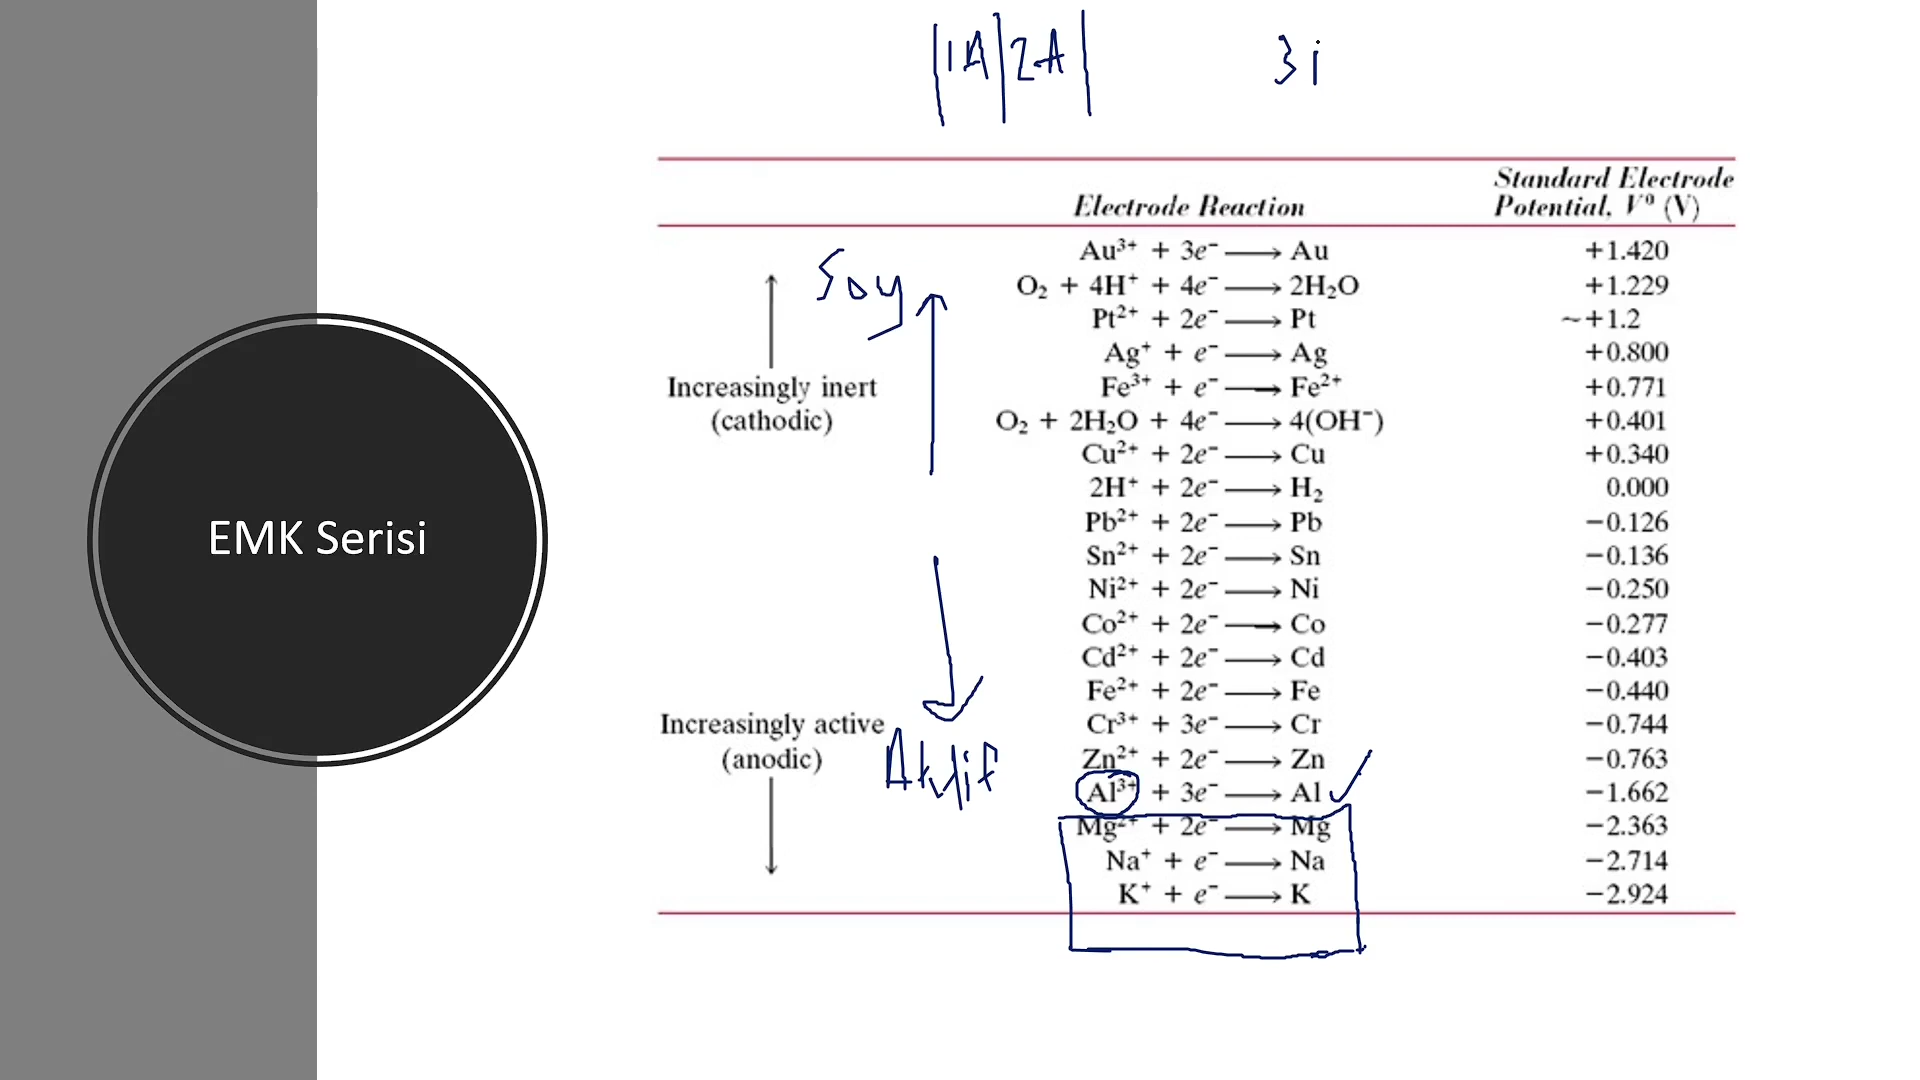 |1A|2A| 3i
Standard Electrode
Electrode Reaction Potential, V⁰ (V)
Au³⁺ + 3e⁻ ⟶ Au +1.420
Soy
O₂ + 4H⁺ + 4e⁻ ⟶ 2H₂O +1.229
Pt²⁺ + 2e⁻ ⟶ Pt ~+1.2
Ag⁺ + e⁻ ⟶ Ag +0.800
Increasingly inert Fe³⁺ + e⁻ ⟶ Fe²⁺ +0.771
(cathodic) O₂ + 2H₂O + 4e⁻ ⟶ 4(OH⁻) +0.401
Cu²⁺ + 2e⁻ ⟶ Cu +0.340
2H⁺ + 2e⁻ ⟶ H₂ 0.000
Pb²⁺ + 2e⁻ ⟶ Pb −0.126
EMK Serisi
Sn²⁺ + 2e⁻ ⟶ Sn −0.136
Ni²⁺ + 2e⁻ ⟶ Ni −0.250
Co²⁺ + 2e⁻ ⟶ Co −0.277
Cd²⁺ + 2e⁻ ⟶ Cd −0.403
Fe²⁺ + 2e⁻ ⟶ Fe −0.440
Increasingly active Cr³⁺ + 3e⁻ ⟶ Cr −0.744
(anodic) Zn²⁺ + 2e⁻ ⟶ Zn −0.763
Aktif
Al³⁺ + 3e⁻ ⟶ Al −1.662
Mg²⁺ + 2e⁻ ⟶ Mg −2.363
Na⁺ + e⁻ ⟶ Na −2.714
K⁺ + e⁻ ⟶ K −2.924